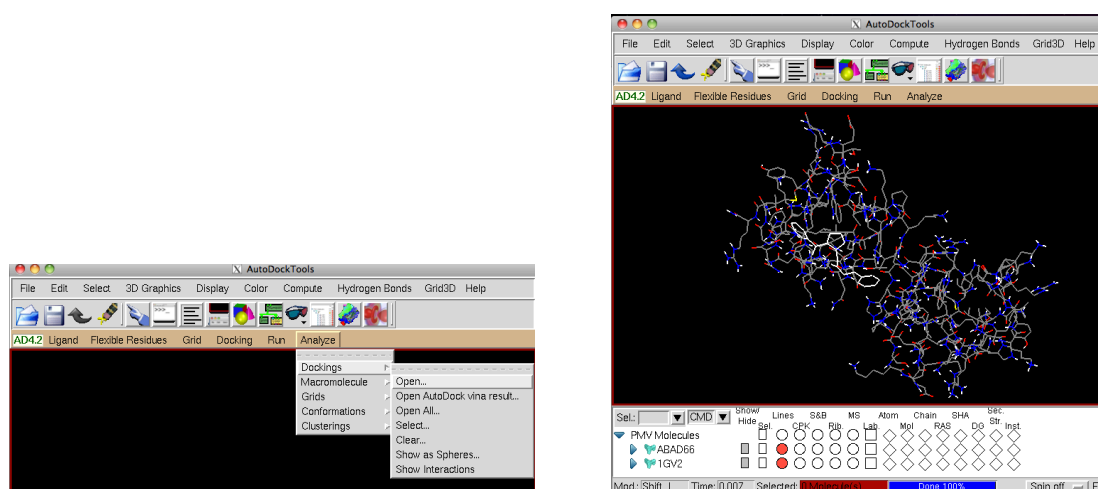 AutoDockTools
File Edit Select 3D Graphics Display Color Compute Hydrogen Bonds Grid3D Help
AD4.2 Ligand Flexible Residues Grid Docking Run Analyze
Dockings
Macromolecule
Grids
Conformations
Clusterings
Open...
Open AutoDock vina result...
Open All...
Select...
Clear...
Show as Spheres...
Show Interactions
AutoDockTools
File Edit Select 3D Graphics Display Color Compute Hydrogen Bonds Grid3D Help
AD4.2 Ligand Flexible Residues Grid Docking Run Analyze
Sel.: CMD Show/ Hide Lines S&B MS Atom Chain SHA Sec. Str.
Sel. CPK Rib. Lab. Mol RAS DG Inst.
PMV Molecules
ABAD66
1GV2
Mod.: Shift_L Time: 0.007 Selected: 0 Molecule(s) Done 100% Spin off